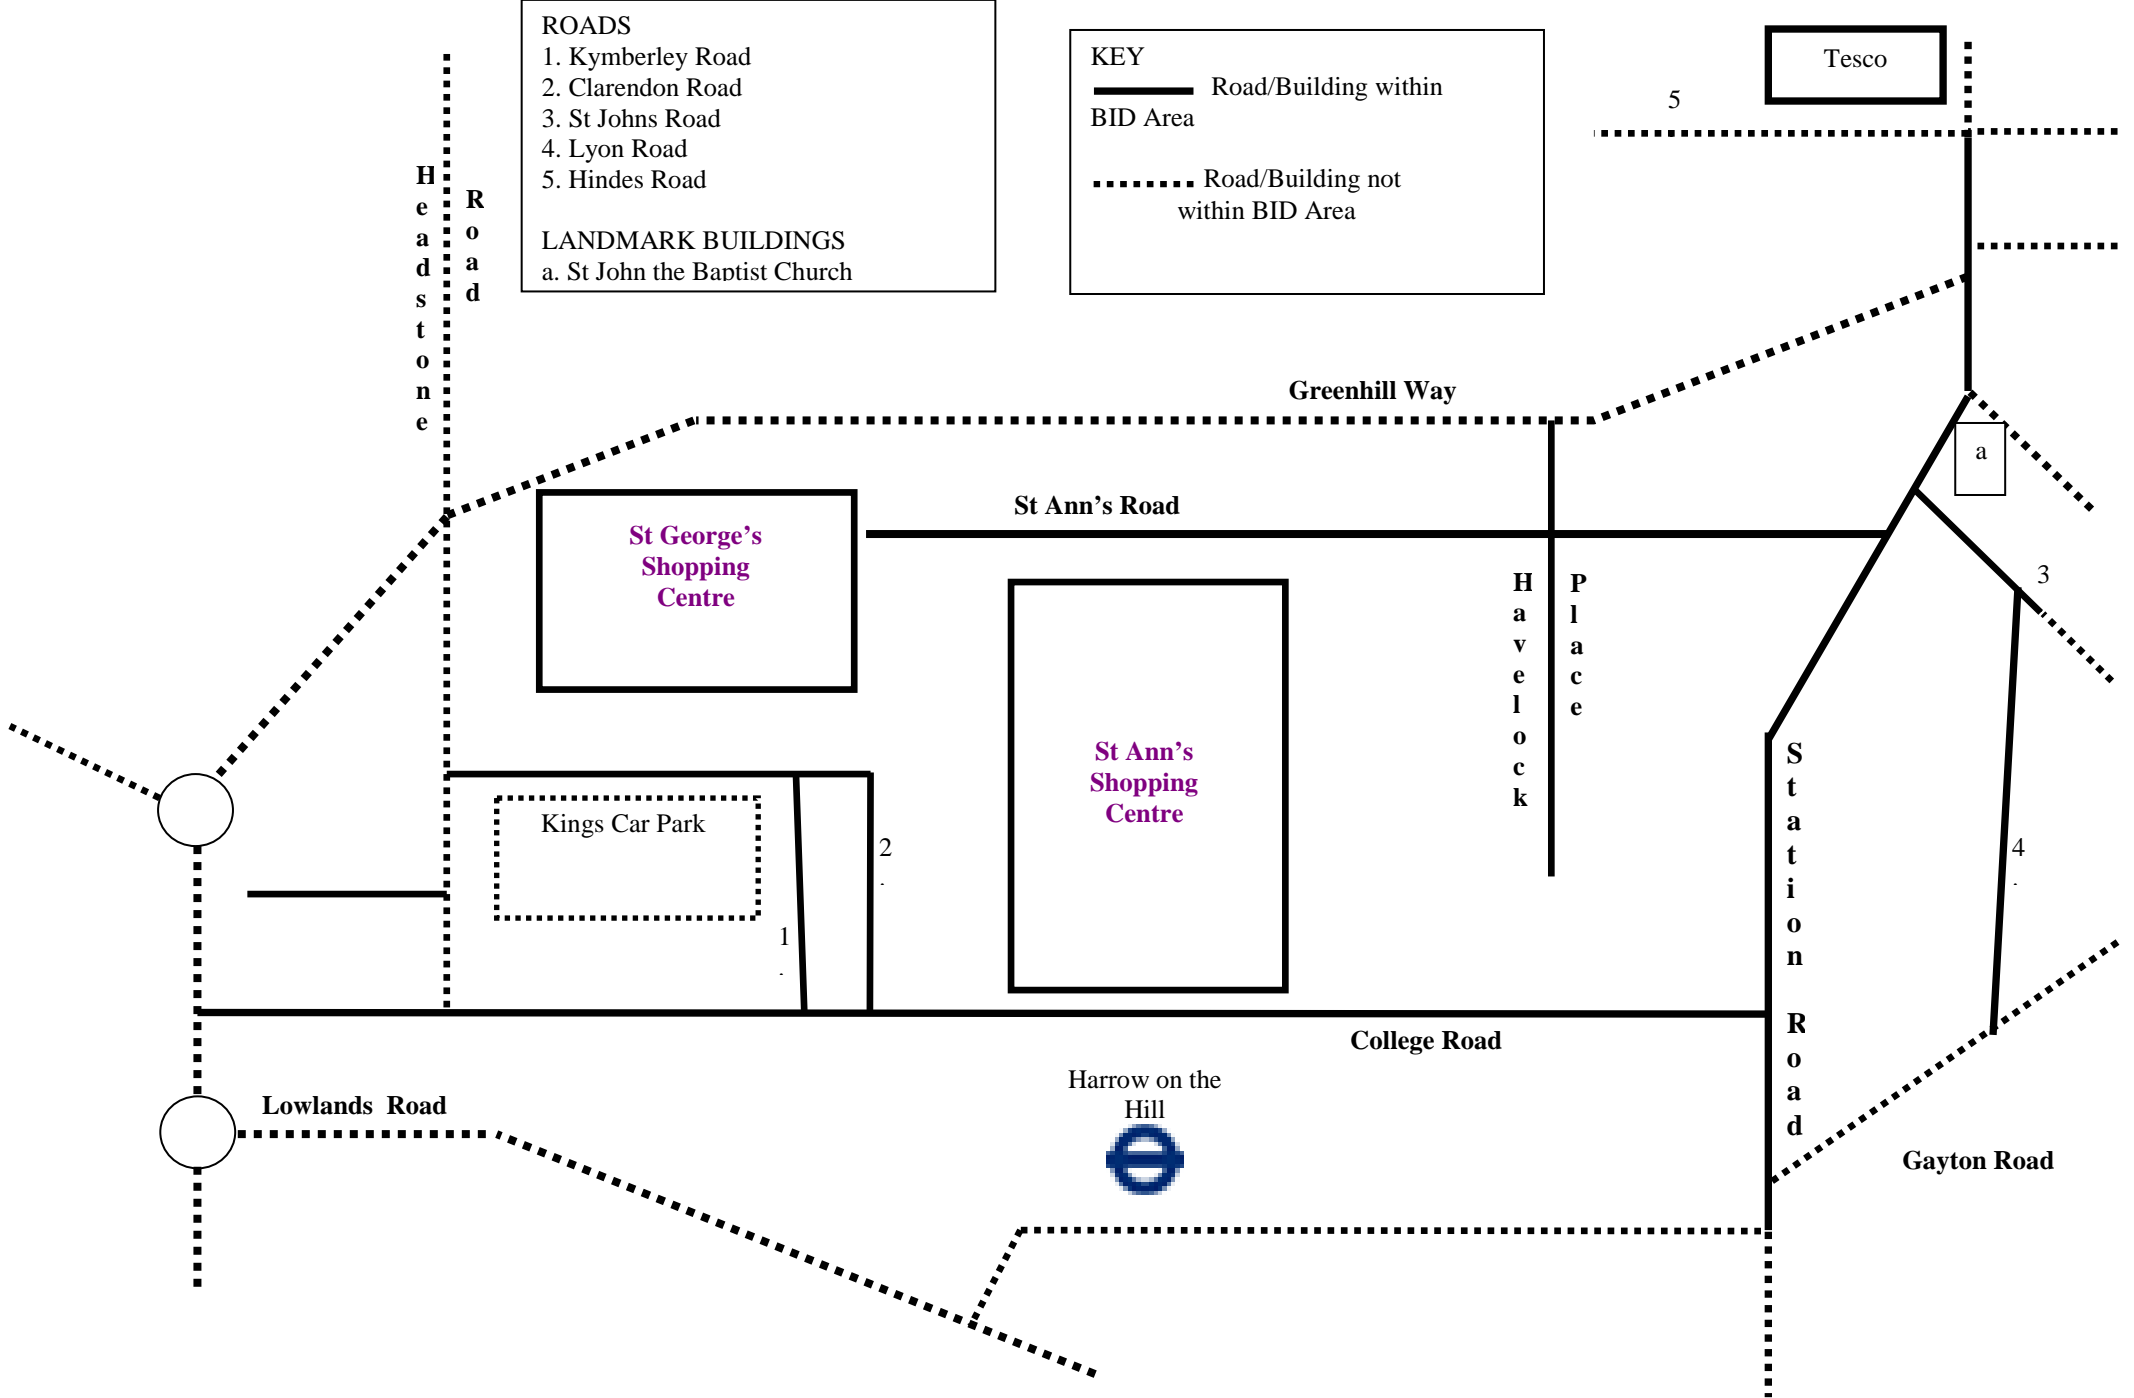 ROADS
1. Kymberley Road
2. Clarendon Road
3. St Johns Road
4. Lyon Road
5. Hindes Road
LANDMARK BUILDINGS
a. St John the Baptist Church
KEY
Road/Building within
BID Area
Road/Building not
within BID Area
Tesco
5
Headstone
Road
Greenhill Way
a
St Ann’s Road
St George’s
Shopping
Centre
Havelock
Place
3
St Ann’s
Shopping
Centre
Station Road
Kings Car Park
2.
4.
1.
College Road
Harrow on the
Hill
Lowlands Road
Gayton Road